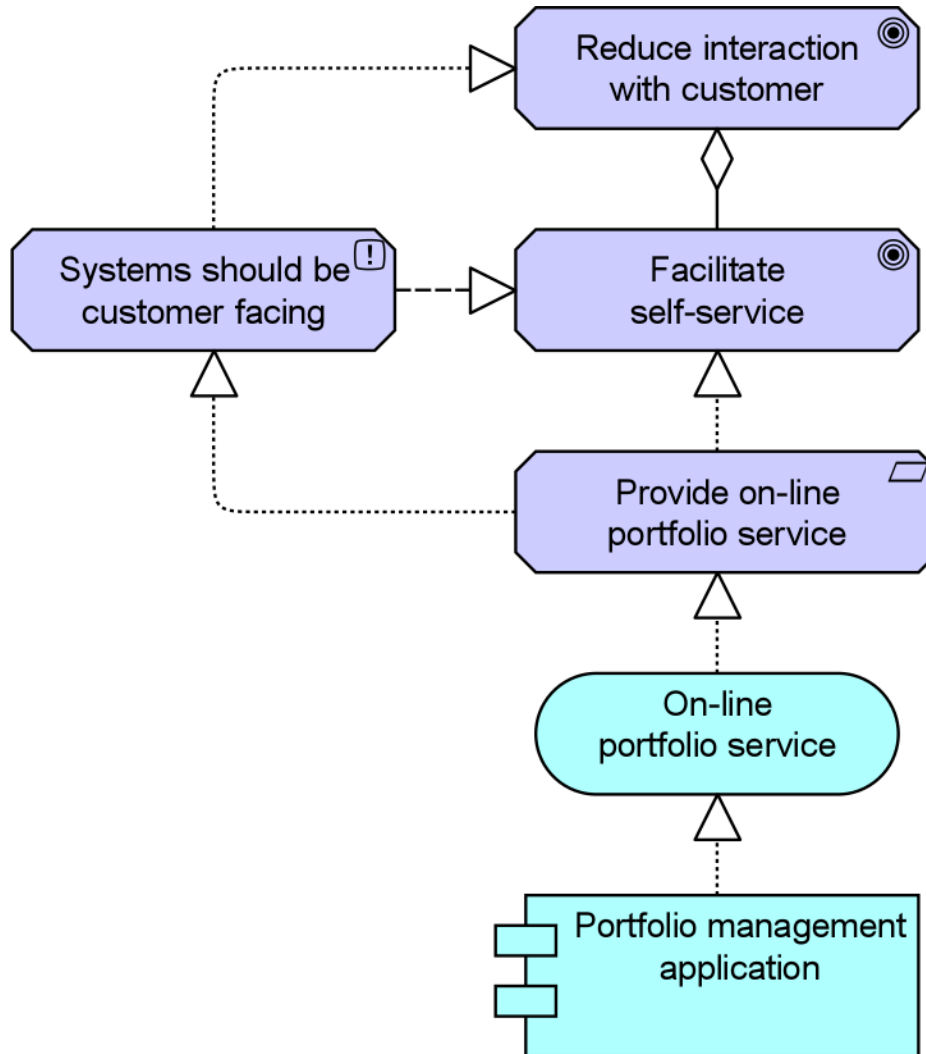 Reduce interaction
with customer
Systems should be
customer facing
Facilitate
self-service
Provide on-line
portfolio service
On-line
portfolio service
Portfolio management
application